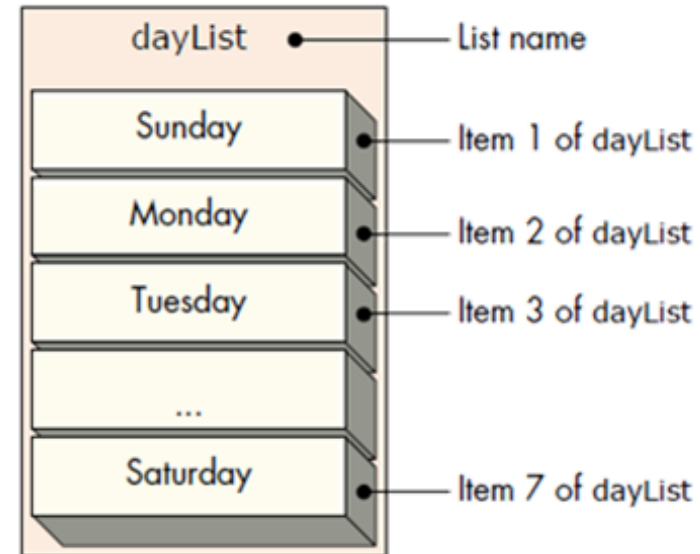 dayList
List name
Sunday
Item 1 of dayList
Monday
Item 2 of dayList
Tuesday
Item 3 of dayList
...
Saturday
Item 7 of dayList